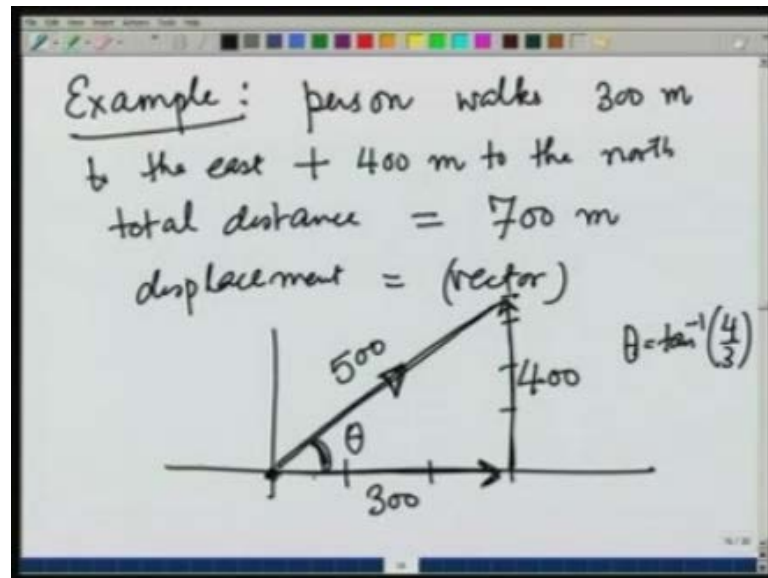 Example: person walks 300 m
to the east + 400 m to the north
total distance = 700 m
displacement = (vector)
500
θ
400
300
θ = tan⁻¹(4/3)